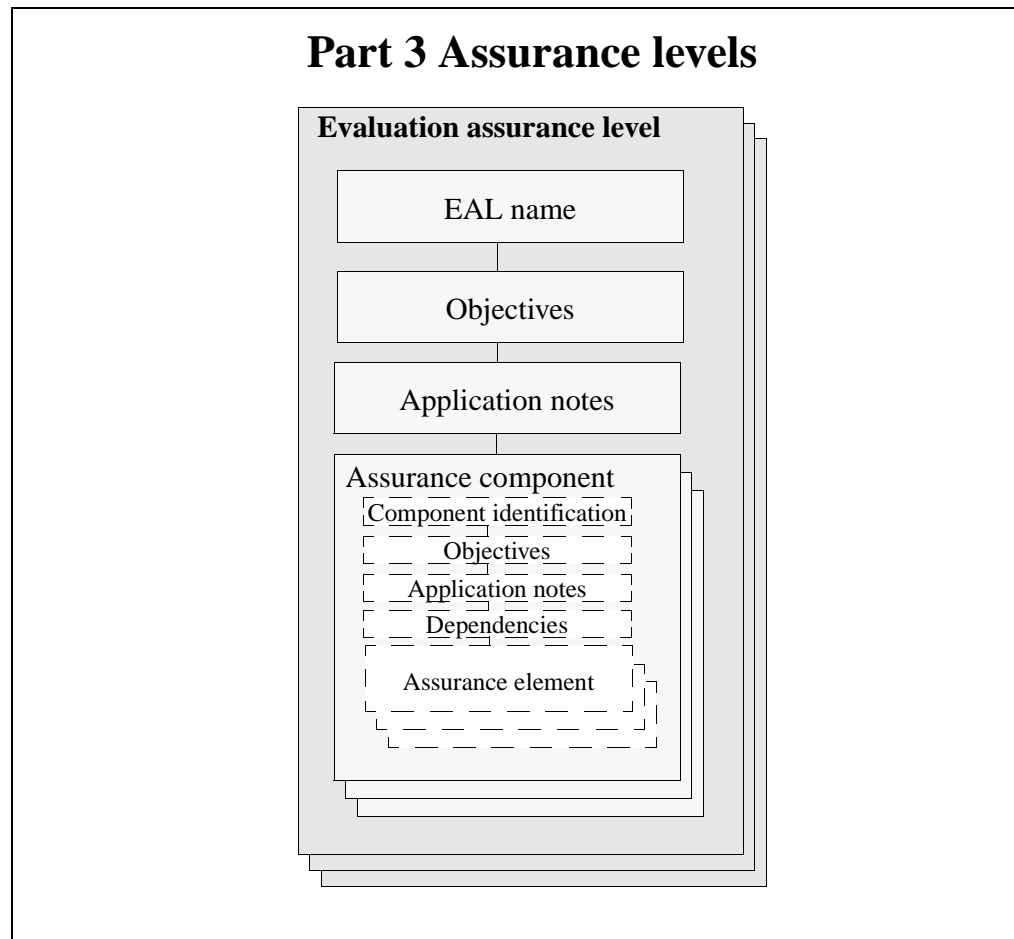 Part 3 Assurance levels
Evaluation assurance level
EAL name
Objectives
Application notes
Assurance component
Component identification
Objectives
Application notes
Dependencies
Assurance element